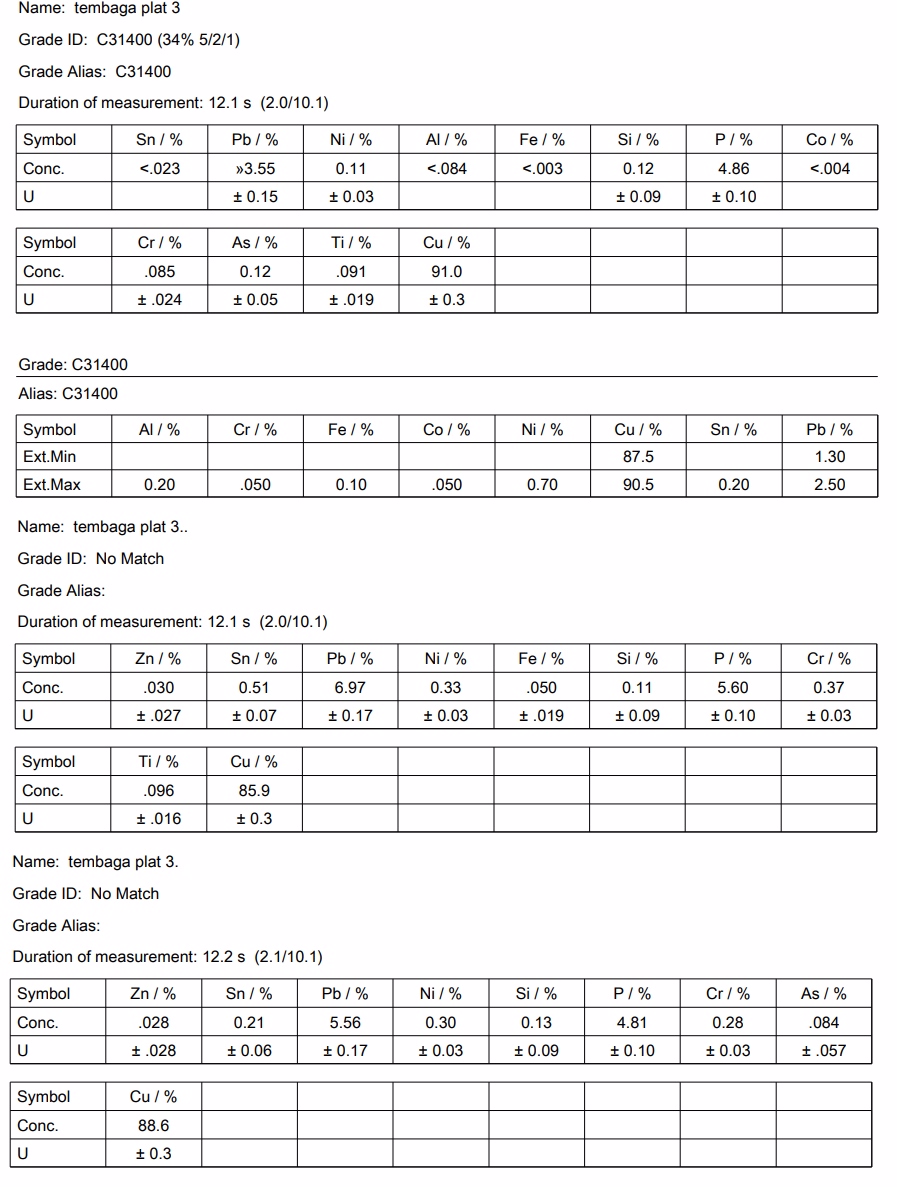 Name: tembaga plat 3
Grade ID: C31400 (34% 5/2/1)
Grade Alias: C31400
Duration of measurement: 12.1 s (2.0/10.1)
Symbol Sn / % Pb / % Ni / % Al / % Fe / % Si / % P / % Co / %
Conc. <.023 »3.55 0.11 <.084 <.003 0.12 4.86 <.004
U ± 0.15 ± 0.03 ± 0.09 ± 0.10
Symbol Cr / % As / % Ti / % Cu / %
Conc. .085 0.12 .091 91.0
U ± .024 ± 0.05 ± .019 ± 0.3
Grade: C31400
Alias: C31400
Symbol Al / % Cr / % Fe / % Co / % Ni / % Cu / % Sn / % Pb / %
Ext.Min 87.5 1.30
Ext.Max 0.20 .050 0.10 .050 0.70 90.5 0.20 2.50
Name: tembaga plat 3..
Grade ID: No Match
Grade Alias:
Duration of measurement: 12.1 s (2.0/10.1)
Symbol Zn / % Sn / % Pb / % Ni / % Fe / % Si / % P / % Cr / %
Conc. .030 0.51 6.97 0.33 .050 0.11 5.60 0.37
U ± .027 ± 0.07 ± 0.17 ± 0.03 ± .019 ± 0.09 ± 0.10 ± 0.03
Symbol Ti / % Cu / %
Conc. .096 85.9
U ± .016 ± 0.3
Name: tembaga plat 3.
Grade ID: No Match
Grade Alias:
Duration of measurement: 12.2 s (2.1/10.1)
Symbol Zn / % Sn / % Pb / % Ni / % Si / % P / % Cr / % As / %
Conc. .028 0.21 5.56 0.30 0.13 4.81 0.28 .084
U ± .028 ± 0.06 ± 0.17 ± 0.03 ± 0.09 ± 0.10 ± 0.03 ± .057
Symbol Cu / %
Conc. 88.6
U ± 0.3